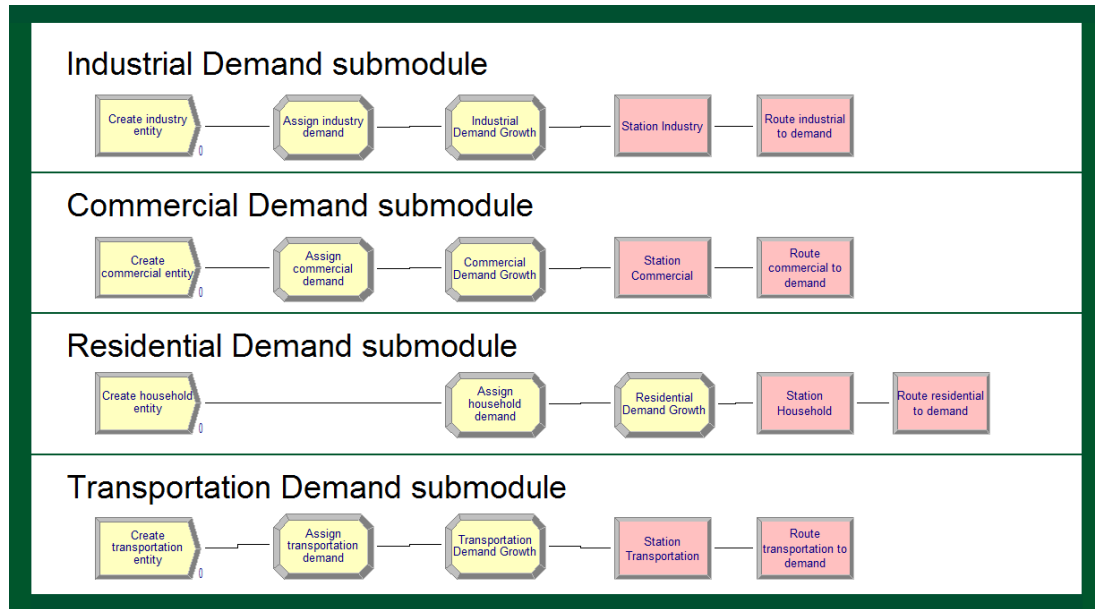 Industrial Demand submodule
Create industry
entity
0
Assign industry
demand
Industrial
Demand Growth
Station Industry
Route industrial
to demand
Commercial Demand submodule
Create
commercial entity
0
Assign
commercial
demand
Commercial
Demand Growth
Station
Commercial
Route
commercial to
demand
Residential Demand submodule
Create household
entity
0
Assign
household
demand
Residential
Demand Growth
Station
Household
Route residential
to demand
Transportation Demand submodule
Create
transportation
entity
0
Assign
transportation
demand
Transportation
Demand Growth
Station
Transportation
Route
transportation to
demand